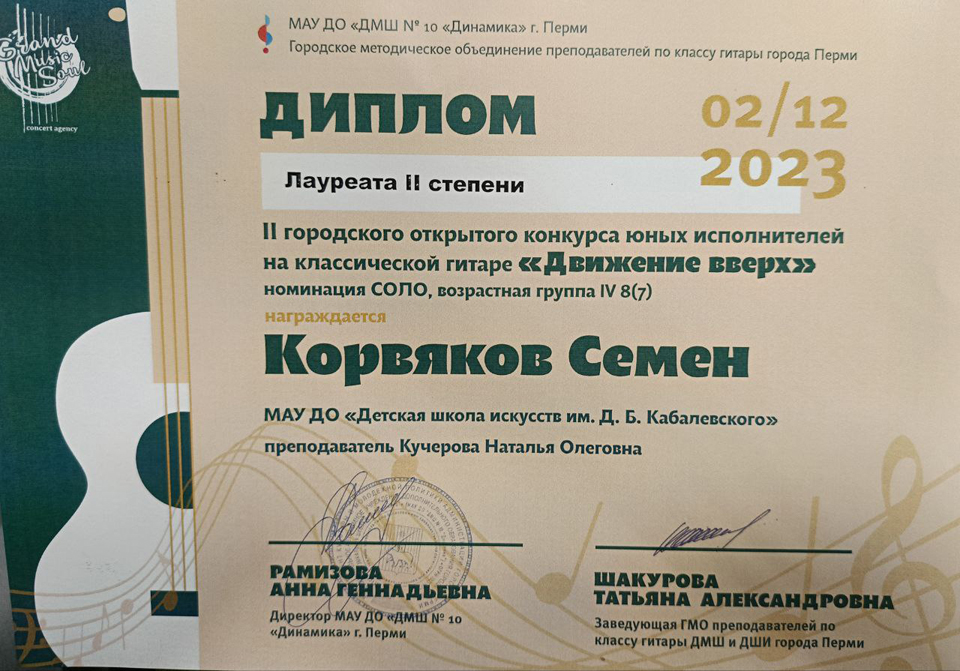 Grand
Music
Soul
concert agency
МАУ ДО «ДМШ № 10 «Динамика» г. Перми
Городское методическое объединение преподавателей по классу гитары города Перми
ДИПЛОМ
02/12
2023
Лауреата II степени
II городского открытого конкурса юных исполнителей
на классической гитаре «Движение вверх»
номинация СОЛО, возрастная группа IV 8(7)
награждается
Корвяков Семен
МАУ ДО «Детская школа искусств им. Д. Б. Кабалевского»
преподаватель Кучерова Наталья Олеговна
РАМИЗОВА
АННА ГЕННАДЬЕВНА
Директор МАУ ДО «ДМШ № 10
«Динамика» г. Перми
ШАКУРОВА
ТАТЬЯНА АЛЕКСАНДРОВНА
Заведующая ГМО преподавателей по
классу гитары ДМШ и ДШИ города Перми